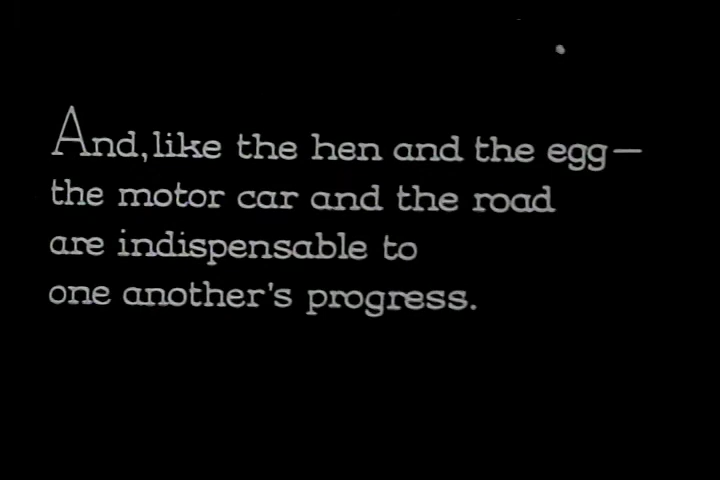 And, like the hen and the egg—
the motor car and the road
are indispensable to
one another's progress.